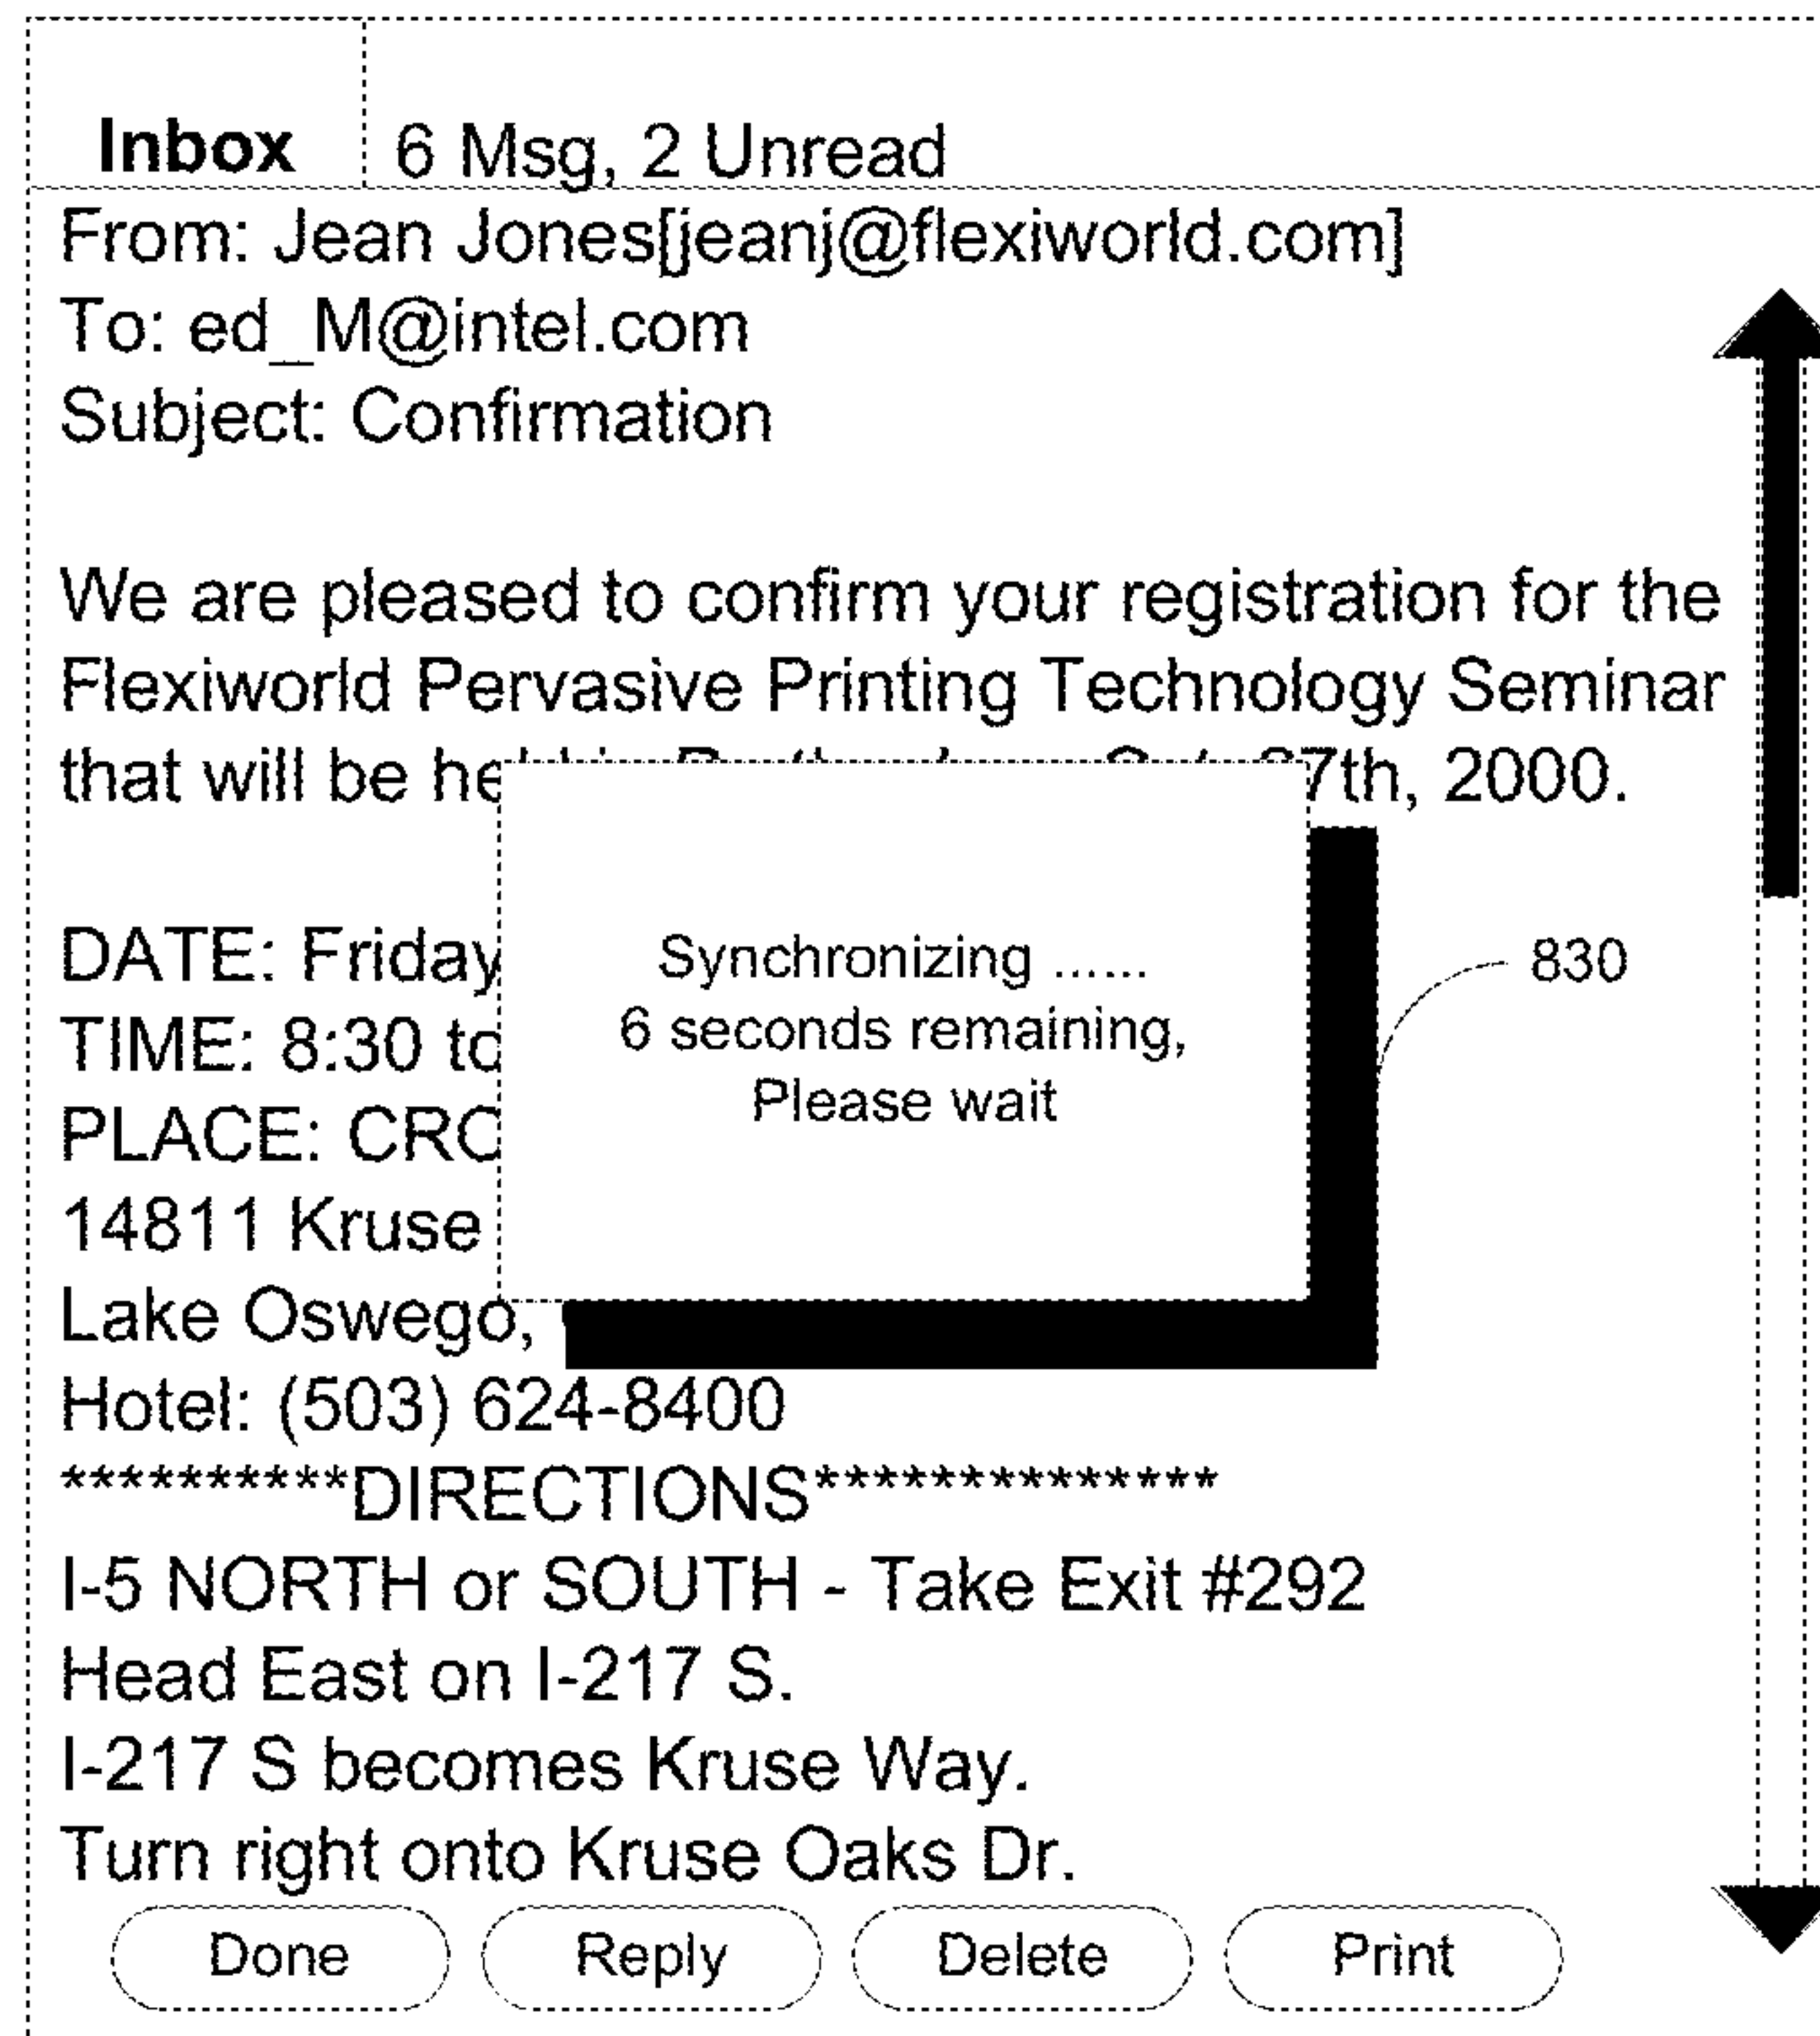 Inbox
6 Msg, 2 Unread
From: Jean Jones[jeanj@flexiworld.com]
To: ed_M@intel.com
Subject: Confirmation
We are pleased to confirm your registration for the
Flexiworld Pervasive Printing Technology Seminar
that will be 7th, 2000.
DATE: Friday
TIME: 8:30
PLACE:
14811 Kruse
Lake Oswego,
Synchronizing ......
6 seconds remaining,
Please wait
830
Hotel: (503) 624-8400
**********DIRECTIONS**************
I-5 NORTH or SOUTH - Take Exit #292
Head East on I-217 S.
I-217 S becomes Kruse Way.
Turn right onto Kruse Oaks Dr.
Done
Reply
Delete
Print